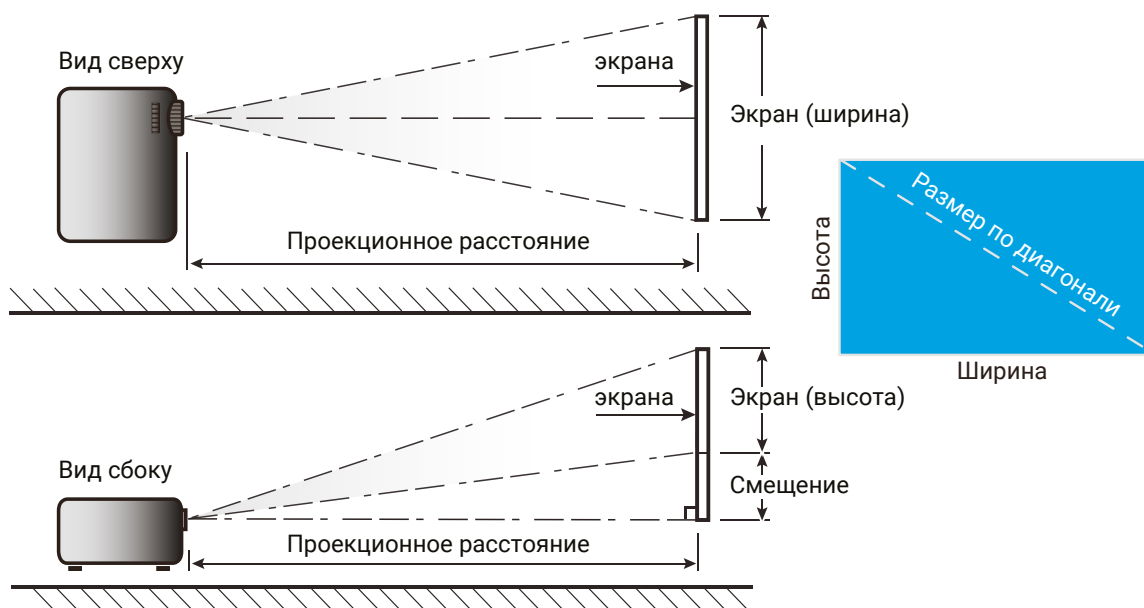 Вид сверху
экрана
Экран (ширина)
Проекционное расстояние
Размер по диагонали
Высота
Ширина
Вид сбоку
экрана
Экран (высота)
Смещение
Проекционное расстояние